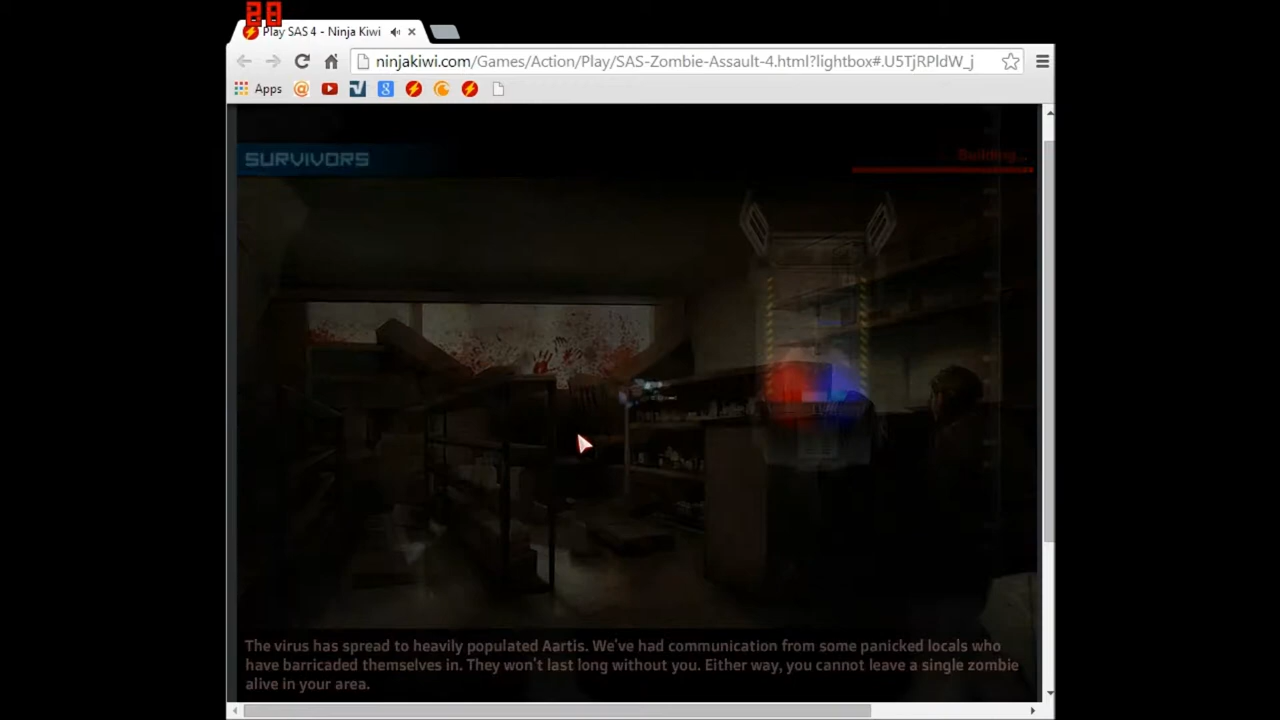 28
Play SAS 4 - Ninja Kiwi
ninjakiwi.com/Games/Action/Play/SAS-Zombie-Assault-4.html?lightbox#.U5TjRPldW_j
Apps
SURVIVORS
Building...
The virus has spread to heavily populated Aartis. We've had communication from some panicked locals who
have barricaded themselves in. They won't last long without you. Either way, you cannot leave a single zombie
alive in your area.